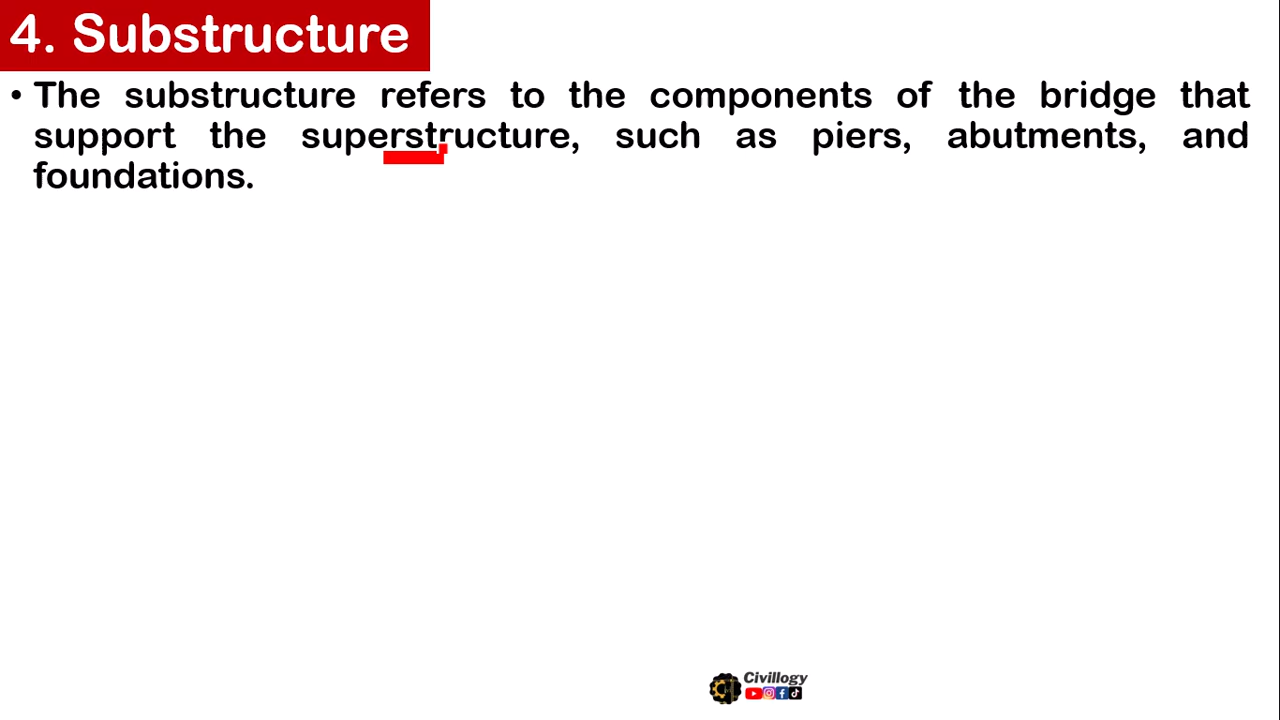 4. Substructure
• The substructure refers to the components of the bridge that
support the superstructure, such as piers, abutments, and
foundations.
Civillogy